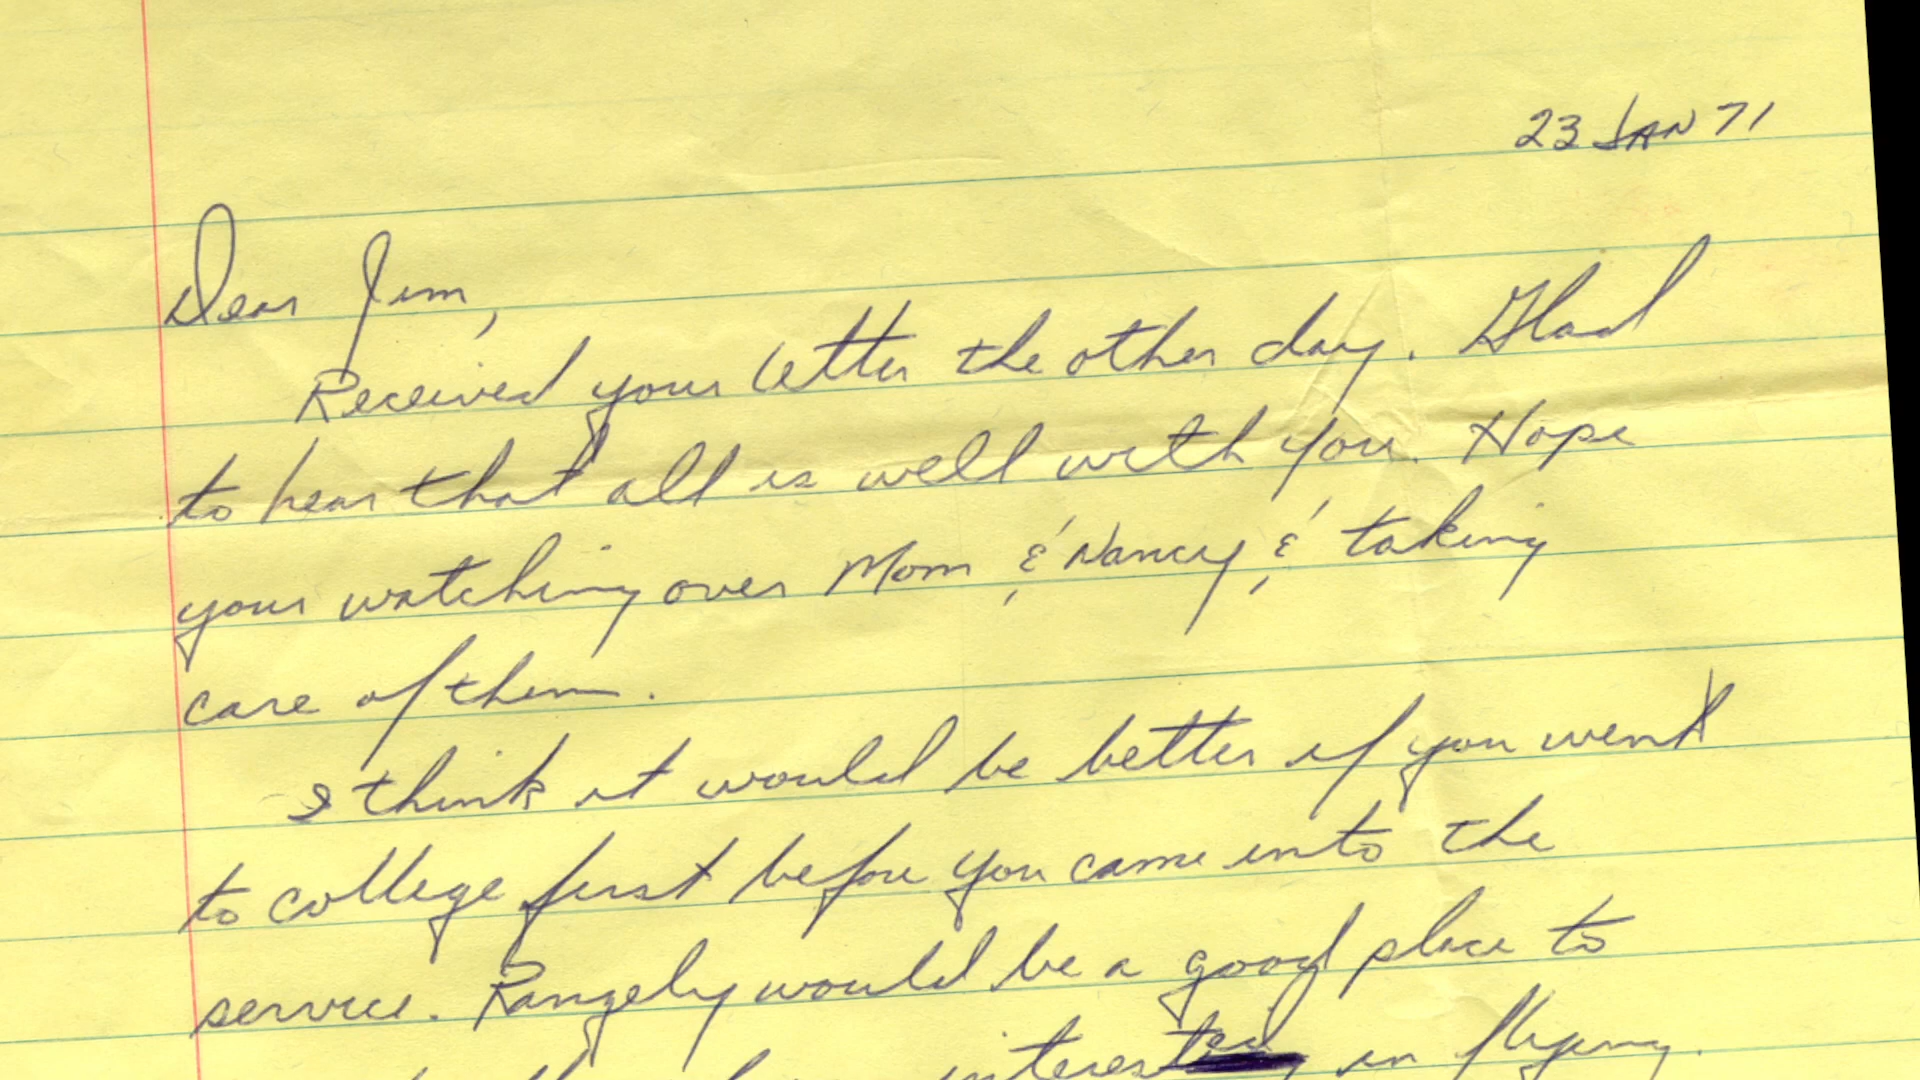 23 JAN 71
Dear Jim,
Received your letter the other day. Glad
to hear that all is well with you. Hope
your watching over Mom & Nancy & taking
care of them.
I think it would be better if you went
to college first before you came into the
service. Rangely would be a good place to
interested in flying.